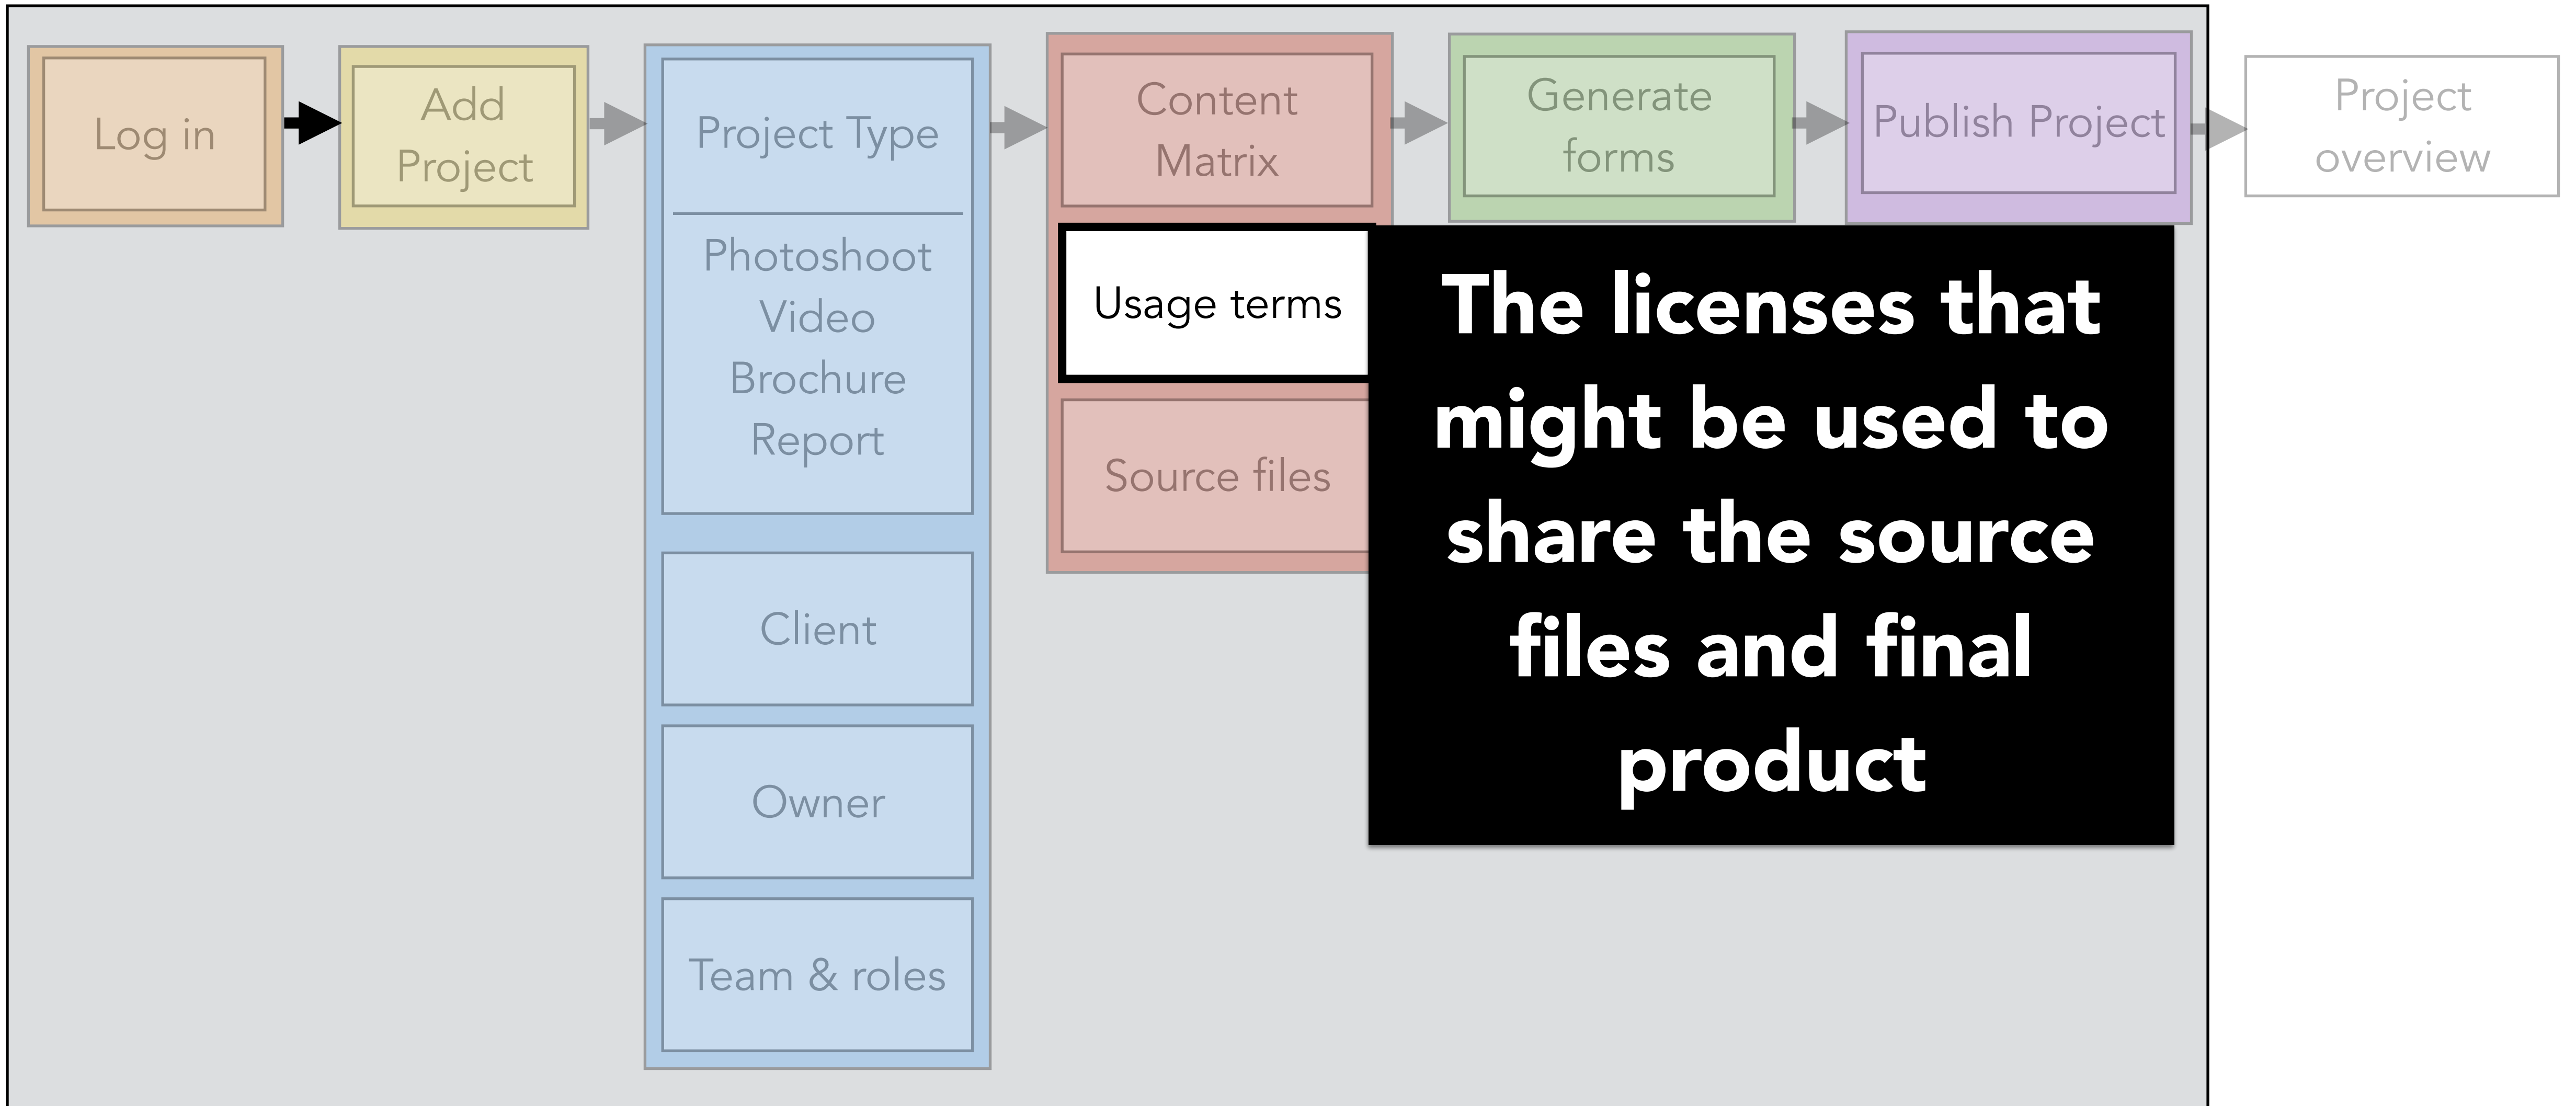 Log in
Add
Project
Project Type
Photoshoot
Video
Brochure
Report
Client
Owner
Team & roles
Content
Matrix
Usage terms
Source files
Generate
forms
Publish Project
Project
overview
The licenses that
might be used to
share the source
files and final
product